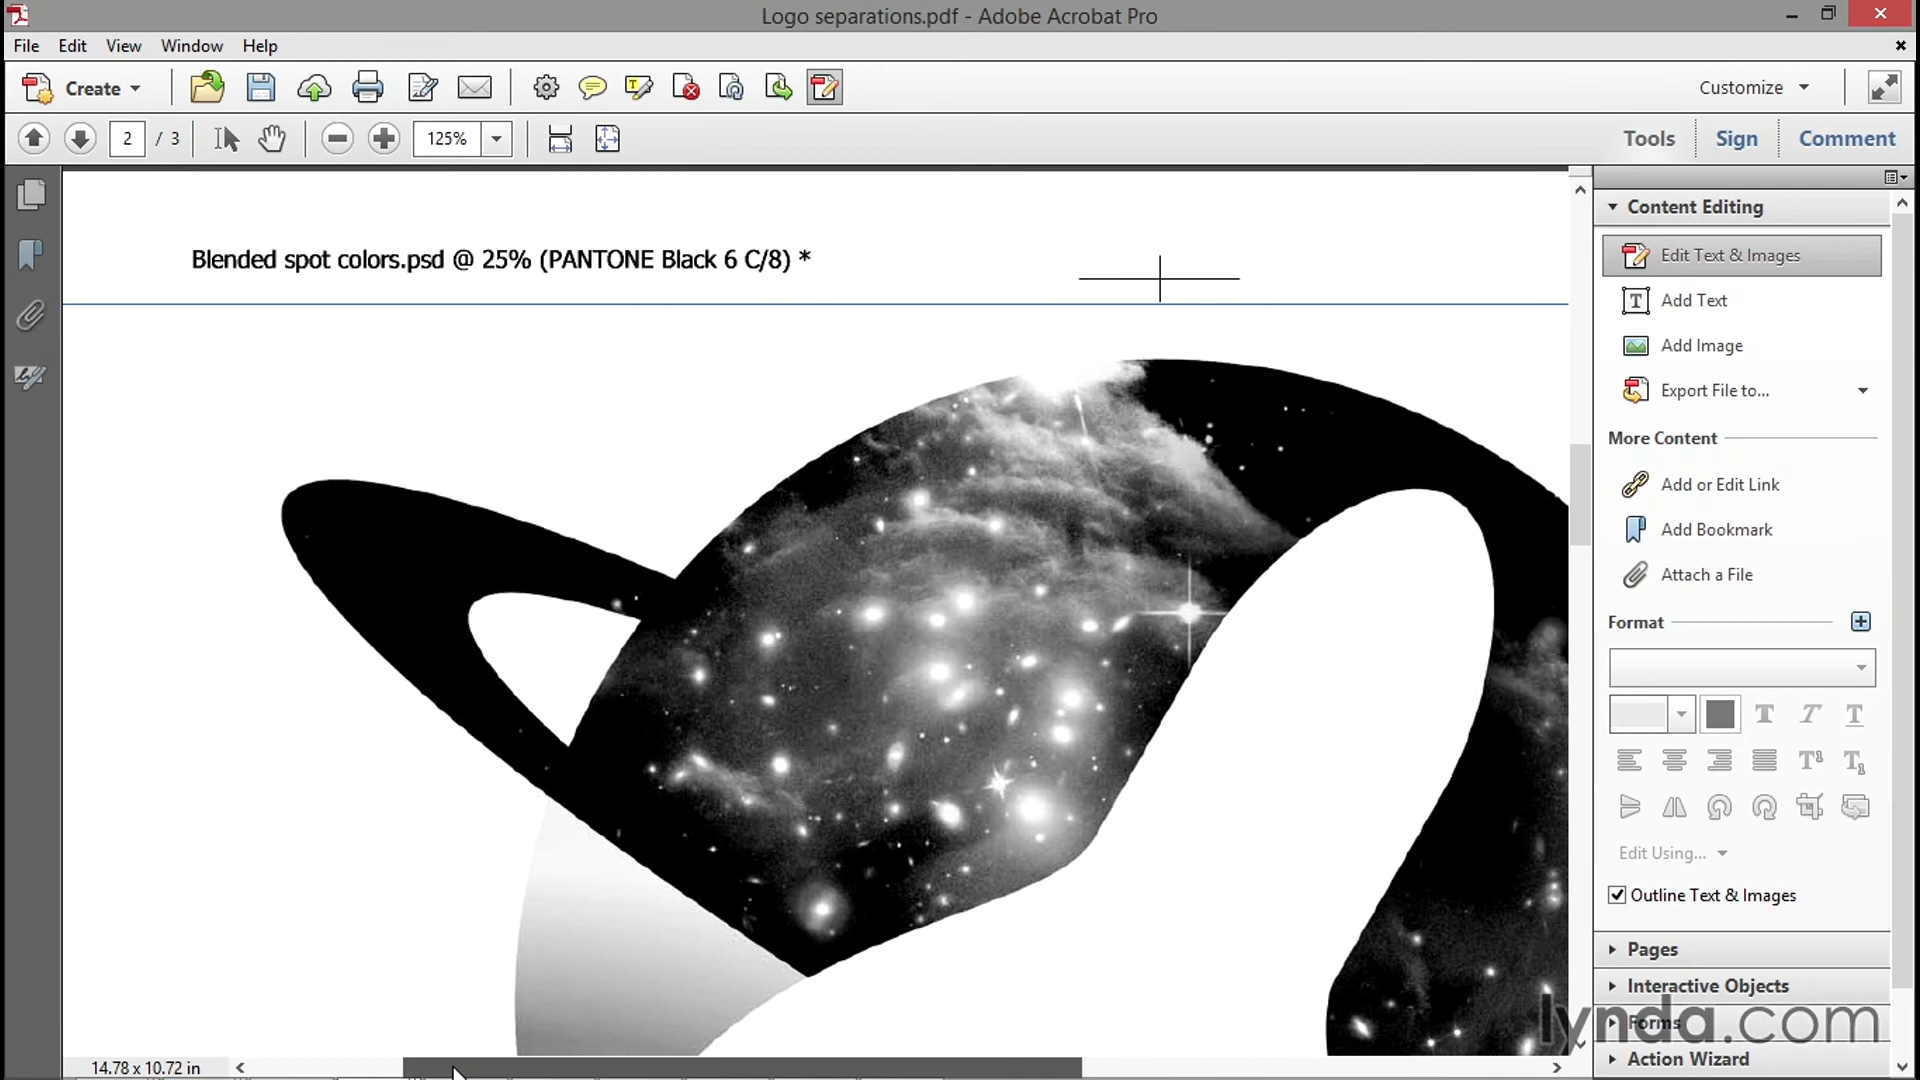 Logo separations.pdf - Adobe Acrobat Pro
File Edit View Window Help
Create
Customize
2 / 3
125%
Tools Sign Comment
Content Editing
Blended spot colors.psd @ 25% (PANTONE Black 6 C/8) *
Edit Text & Images
Add Text
Add Image
Export File to...
More Content
Add or Edit Link
Add Bookmark
Attach a File
Format
Edit Using...
Outline Text & Images
Pages
Interactive Objects
Forms
lynda.com
Action Wizard
14.78 x 10.72 in